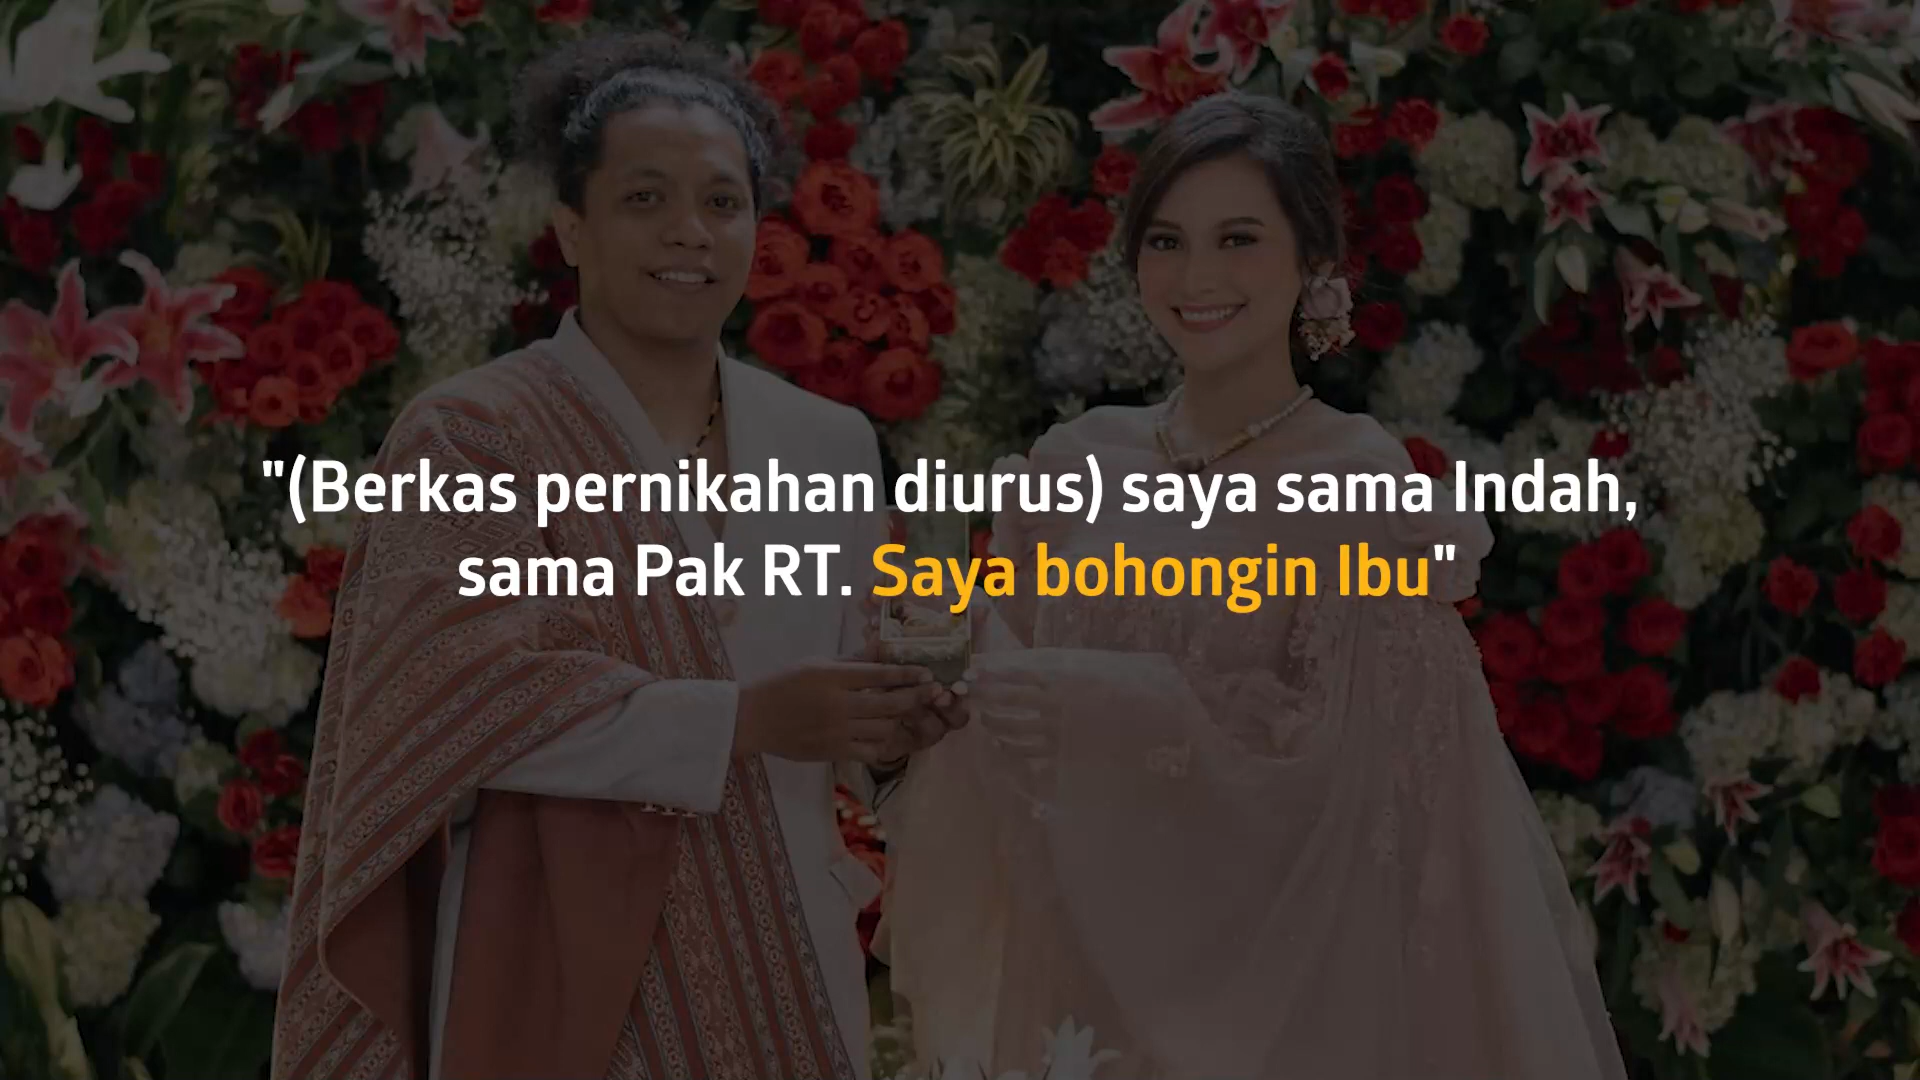 "(Berkas pernikahan diurus) saya sama Indah,
sama Pak RT. Saya bohongin Ibu"